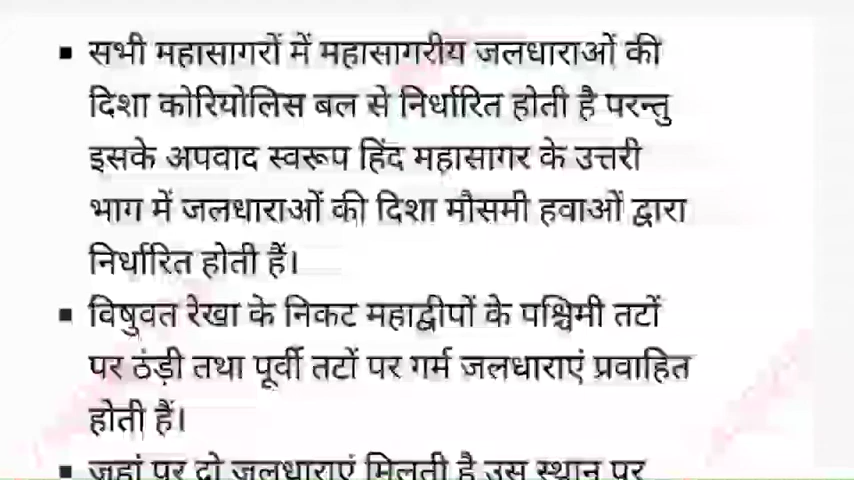 ▪ सभी महासागरों में महासागरीय जलधाराओं की
दिशा कोरियोलिस बल से निर्धारित होती है परन्तु
इसके अपवाद स्वरूप हिंद महासागर के उत्तरी
भाग में जलधाराओं की दिशा मौसमी हवाओं द्वारा
निर्धारित होती हैं।
▪ विषुवत रेखा के निकट महाद्वीपों के पश्चिमी तटों
पर ठंड़ी तथा पूर्वी तटों पर गर्म जलधाराएं प्रवाहित
होती हैं।
▪ जहां पर दो जलधाराएं मिलती है उस स्थान पर